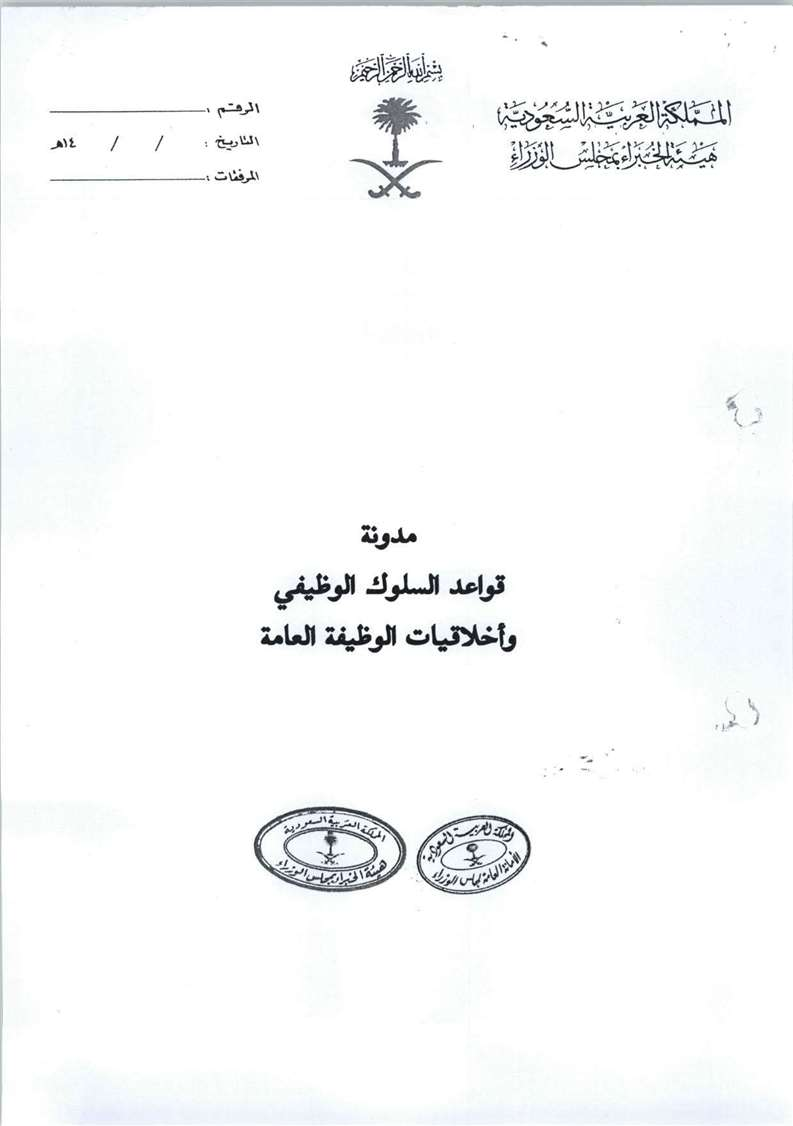 بسم الله الرحمن الرحيم
المملكة العربية السعودية
هيئة الخبراء بمجلس الوزراء
الرقم :
التاريخ : / / ١٤هـ
المرفقات :
مدونة
قواعد السلوك الوظيفي
وأخلاقيات الوظيفة العامة
المملكة العربية السعودية
الأمانة العامة لمجلس الوزراء
المملكة العربية السعودية
هيئة الخبراء بمجلس الوزراء